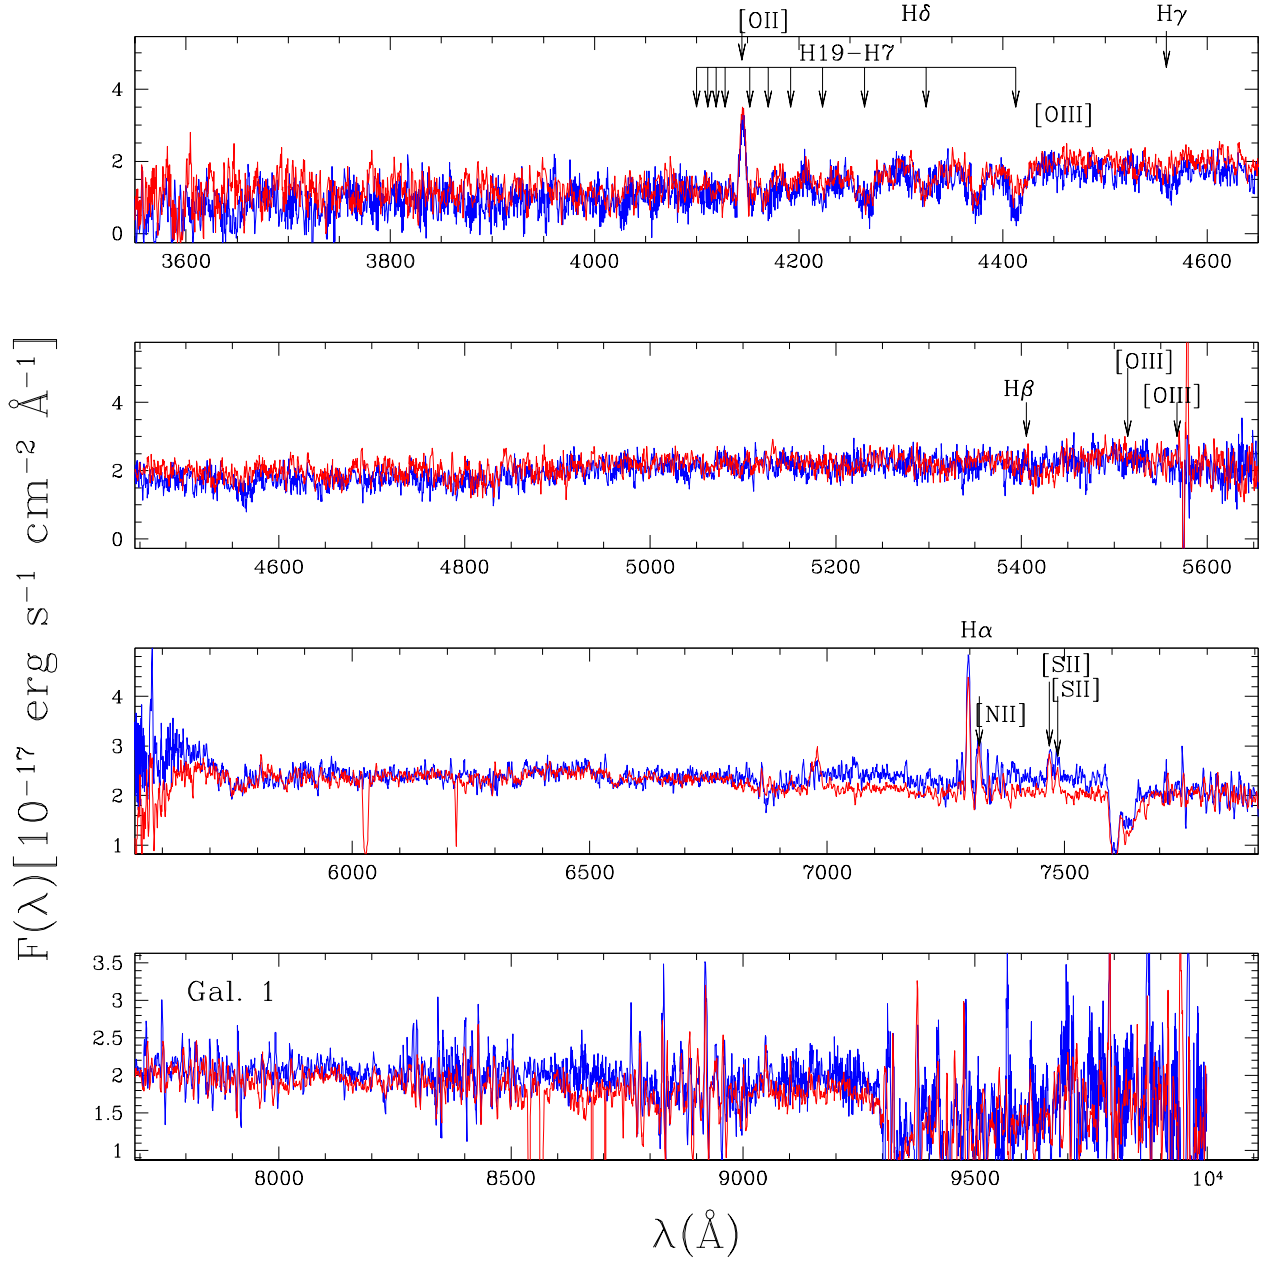 [OII] Hδ Hγ
H19−H7
[OIII]
4
2
0
3600 3800 4000 4200 4400 4600
[OIII]
Hβ [OIII]
4
2
0
4600 4800 5000 5200 5400 5600
Hα
[SII]
[SII]
[NII]
4
3
2
1
6000 6500 7000 7500
Gal. 1
3.5
3
2.5
2
1.5
1
8000 8500 9000 9500 10⁴
λ(Å)
F(λ)[10⁻¹⁷ erg s⁻¹ cm⁻² Å⁻¹]